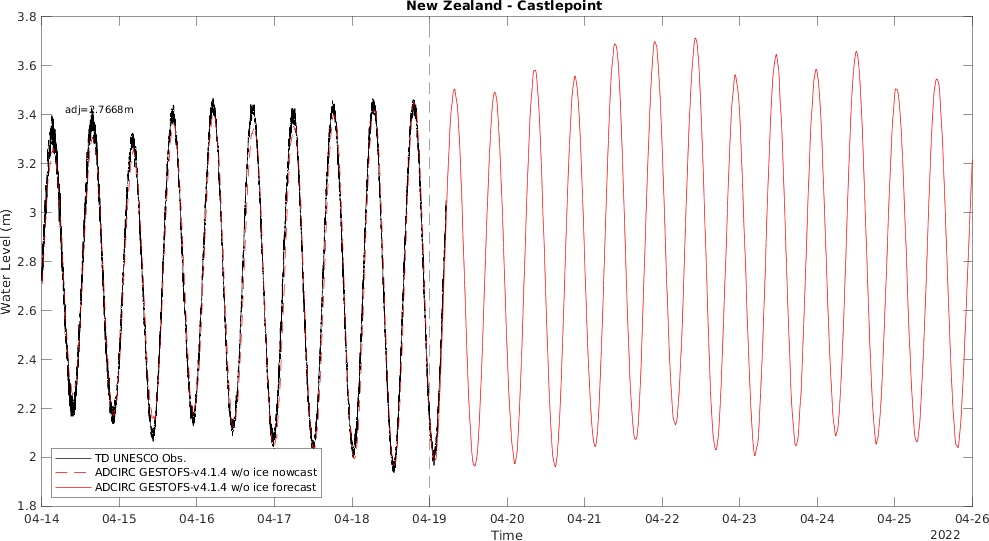 New Zealand - Castlepoint
3.8
3.6
3.4
3.2
3
2.8
2.6
2.4
2.2
2
1.8
Water Level (m)
adj=2.7668m
TD UNESCO Obs.
ADCIRC GESTOFS-v4.1.4 w/o ice nowcast
ADCIRC GESTOFS-v4.1.4 w/o ice forecast
04-14 04-15 04-16 04-17 04-18 04-19 04-20 04-21 04-22 04-23 04-24 04-25 04-26
Time
2022